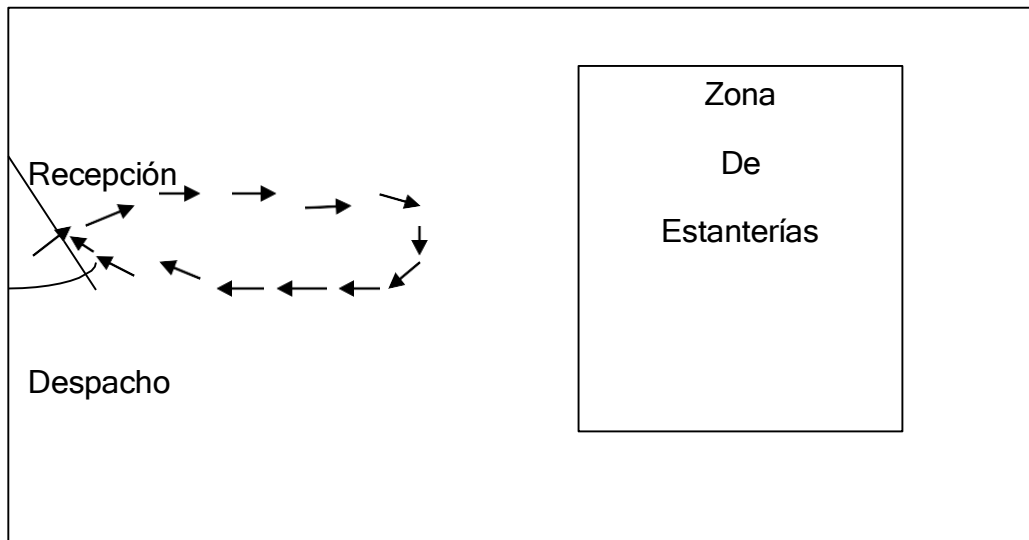 Zona
De
Estanterías
Recepción
Despacho